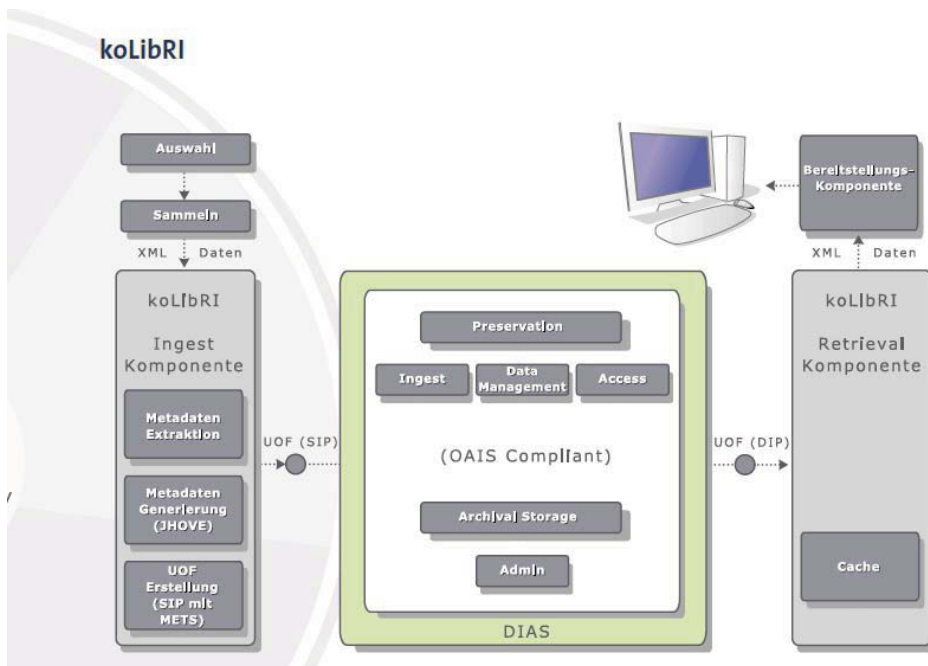 koLibRI
Auswahl
Sammeln
XML Daten
koLibRI
Ingest
Komponente
Metadaten
Extraktion
Metadaten
Generierung
(JHOVE)
UOF
Erstellung
(SIP mit
METS)
UOF (SIP)
Preservation
Ingest
Data
Management
Access
(OAIS Compliant)
Archival Storage
Admin
DIAS
UOF (DIP)
Bereitstellungs-
Komponente
XML Daten
koLibRI
Retrieval
Komponente
Cache